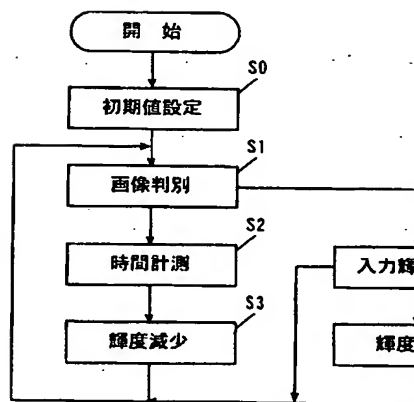 開 始
S0
初期値設定
S1
画像判別
S2
時間計測
入力輝
S3
輝度減少
輝度